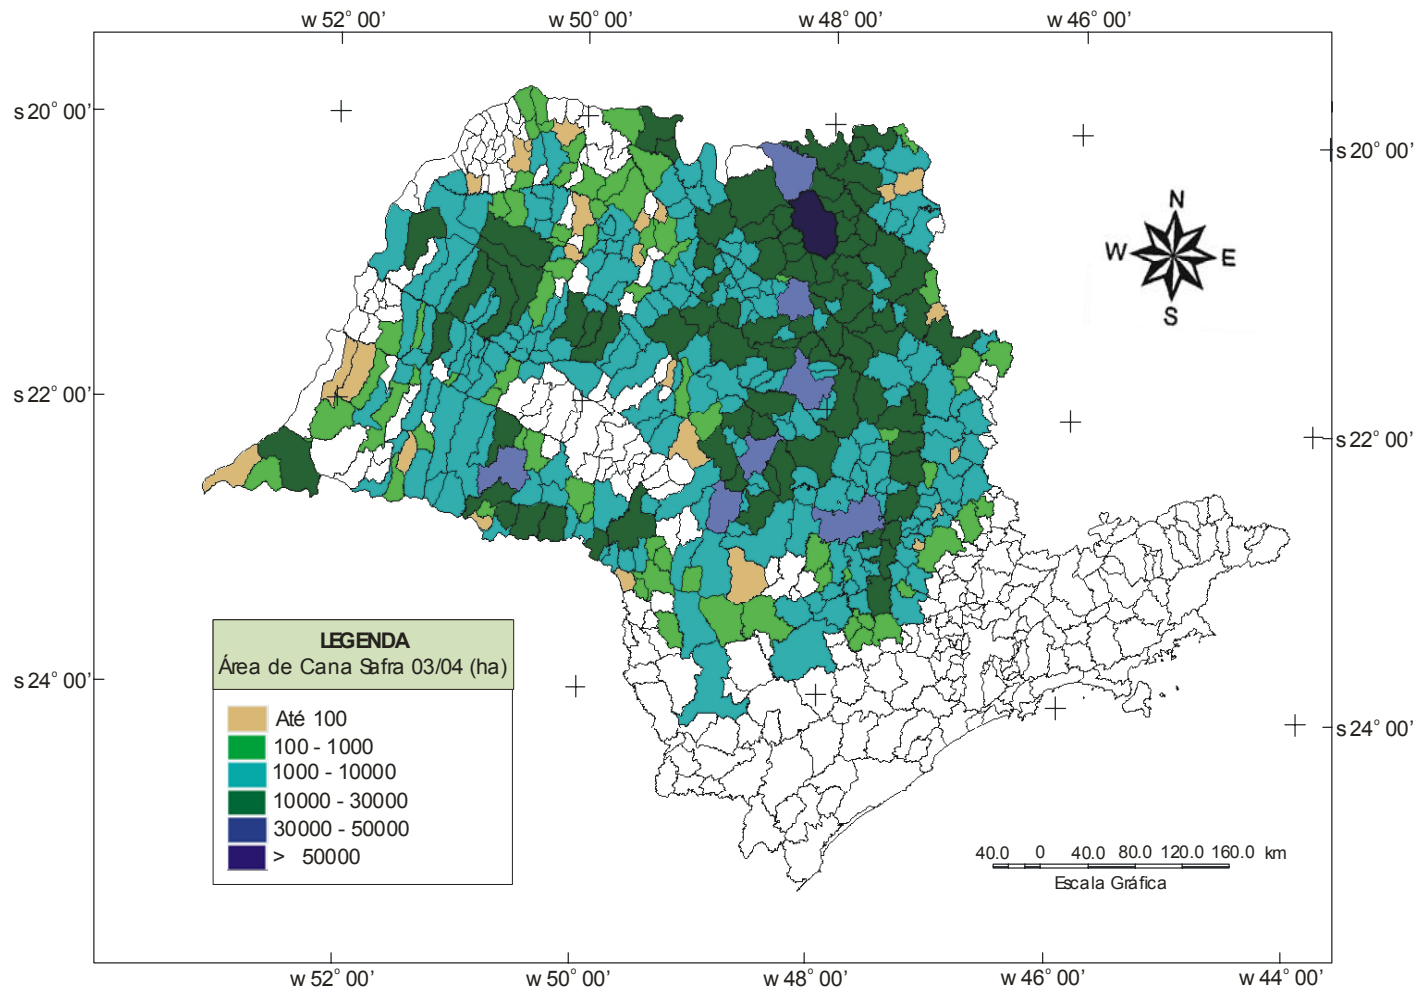 w 52° 00'
w 50° 00'
w 48° 00'
w 46° 00'
s 20° 00'
s 20° 00'
N
W
E
S
s 22° 00'
s 22° 00'
LEGENDA
Área de Cana Safra 03/04 (ha)
s 24° 00'
s 24° 00'
Até 100
100 - 1000
1000 - 10000
10000 - 30000
30000 - 50000
> 50000
40.0 0 40.0 80.0 120.0 160.0 km
Escala Gráfica
w 52° 00'
w 50° 00'
w 48° 00'
w 46° 00'
w 44° 00'